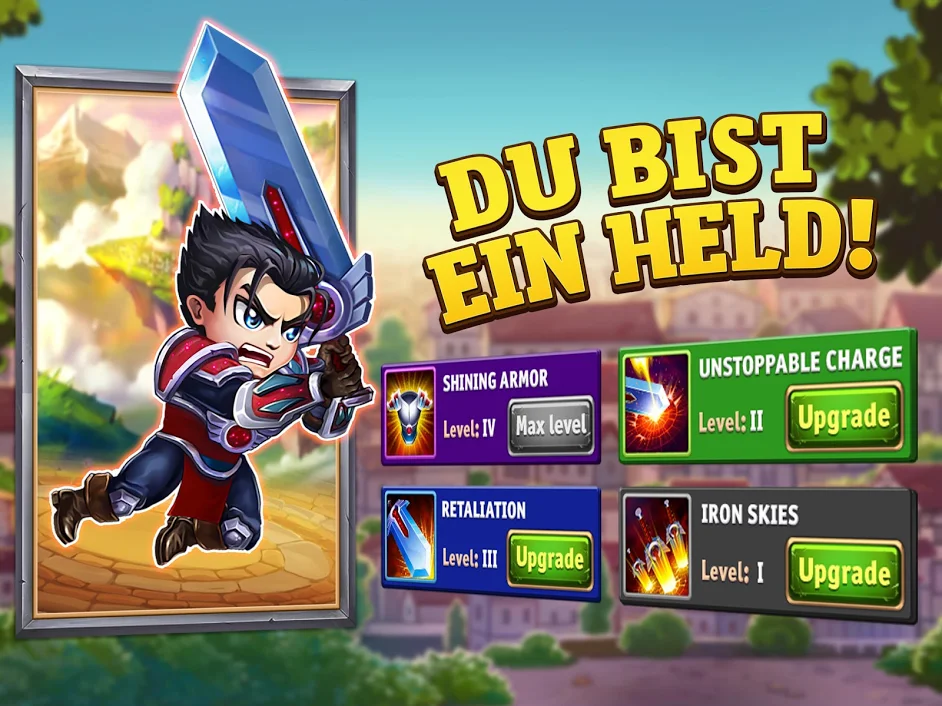 DU BIST
EIN HELD!
SHINING ARMOR
Level: IV
Max level
UNSTOPPABLE CHARGE
Level: II
Upgrade
RETALIATION
Level: III
Upgrade
IRON SKIES
Level: I
Upgrade